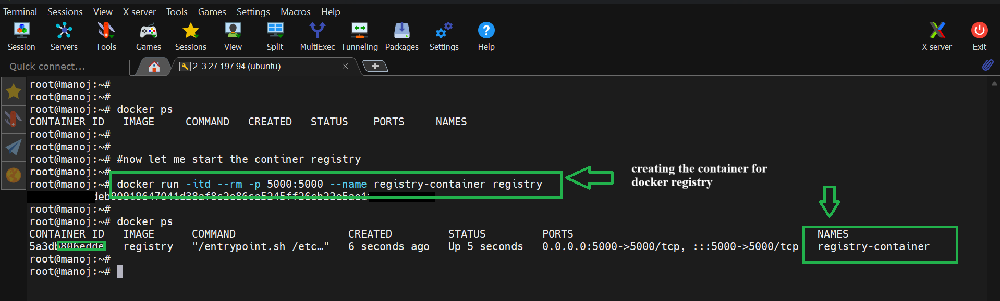 Terminal Sessions View X server Tools Games Settings Macros Help
Session Servers Tools Games Sessions View Split MultiExec Tunneling Packages Settings Help X server Exit
Quick connect... 2. 3.27.197.94 (ubuntu)
root@manoj:~#
root@manoj:~#
root@manoj:~# docker ps
CONTAINER ID IMAGE COMMAND CREATED STATUS PORTS NAMES
root@manoj:~#
root@manoj:~#
root@manoj:~# #now let me start the continer registry
root@manoj:~#
root@manoj:~# docker run -itd --rm -p 5000:5000 --name registry-container registry
creating the container for
docker registry
root@manoj:~#
root@manoj:~# docker ps
CONTAINER ID IMAGE COMMAND CREATED STATUS PORTS NAMES
5a3db806edde registry "/entrypoint.sh /etc…" 6 seconds ago Up 5 seconds 0.0.0.0:5000->5000/tcp, :::5000->5000/tcp registry-container
root@manoj:~#
root@manoj:~#